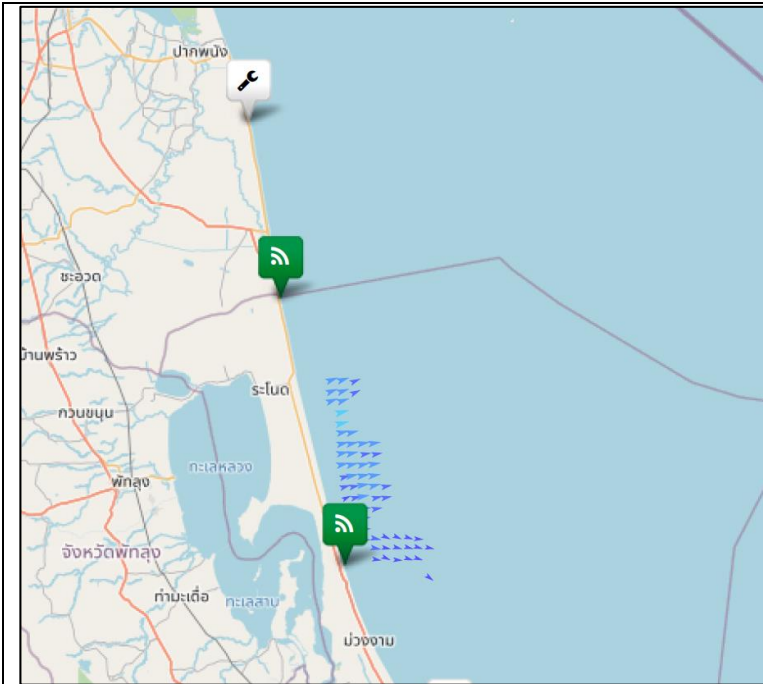 ปากพนัง
ชะอวด
บ้านพร้าว
ระโนด
ควนขนุน
ทะเลหลวง
พัทลุง
จังหวัดพัทลุง
ท่ามะเดื่อ
ทะเลสาบ
ม่วงงาม